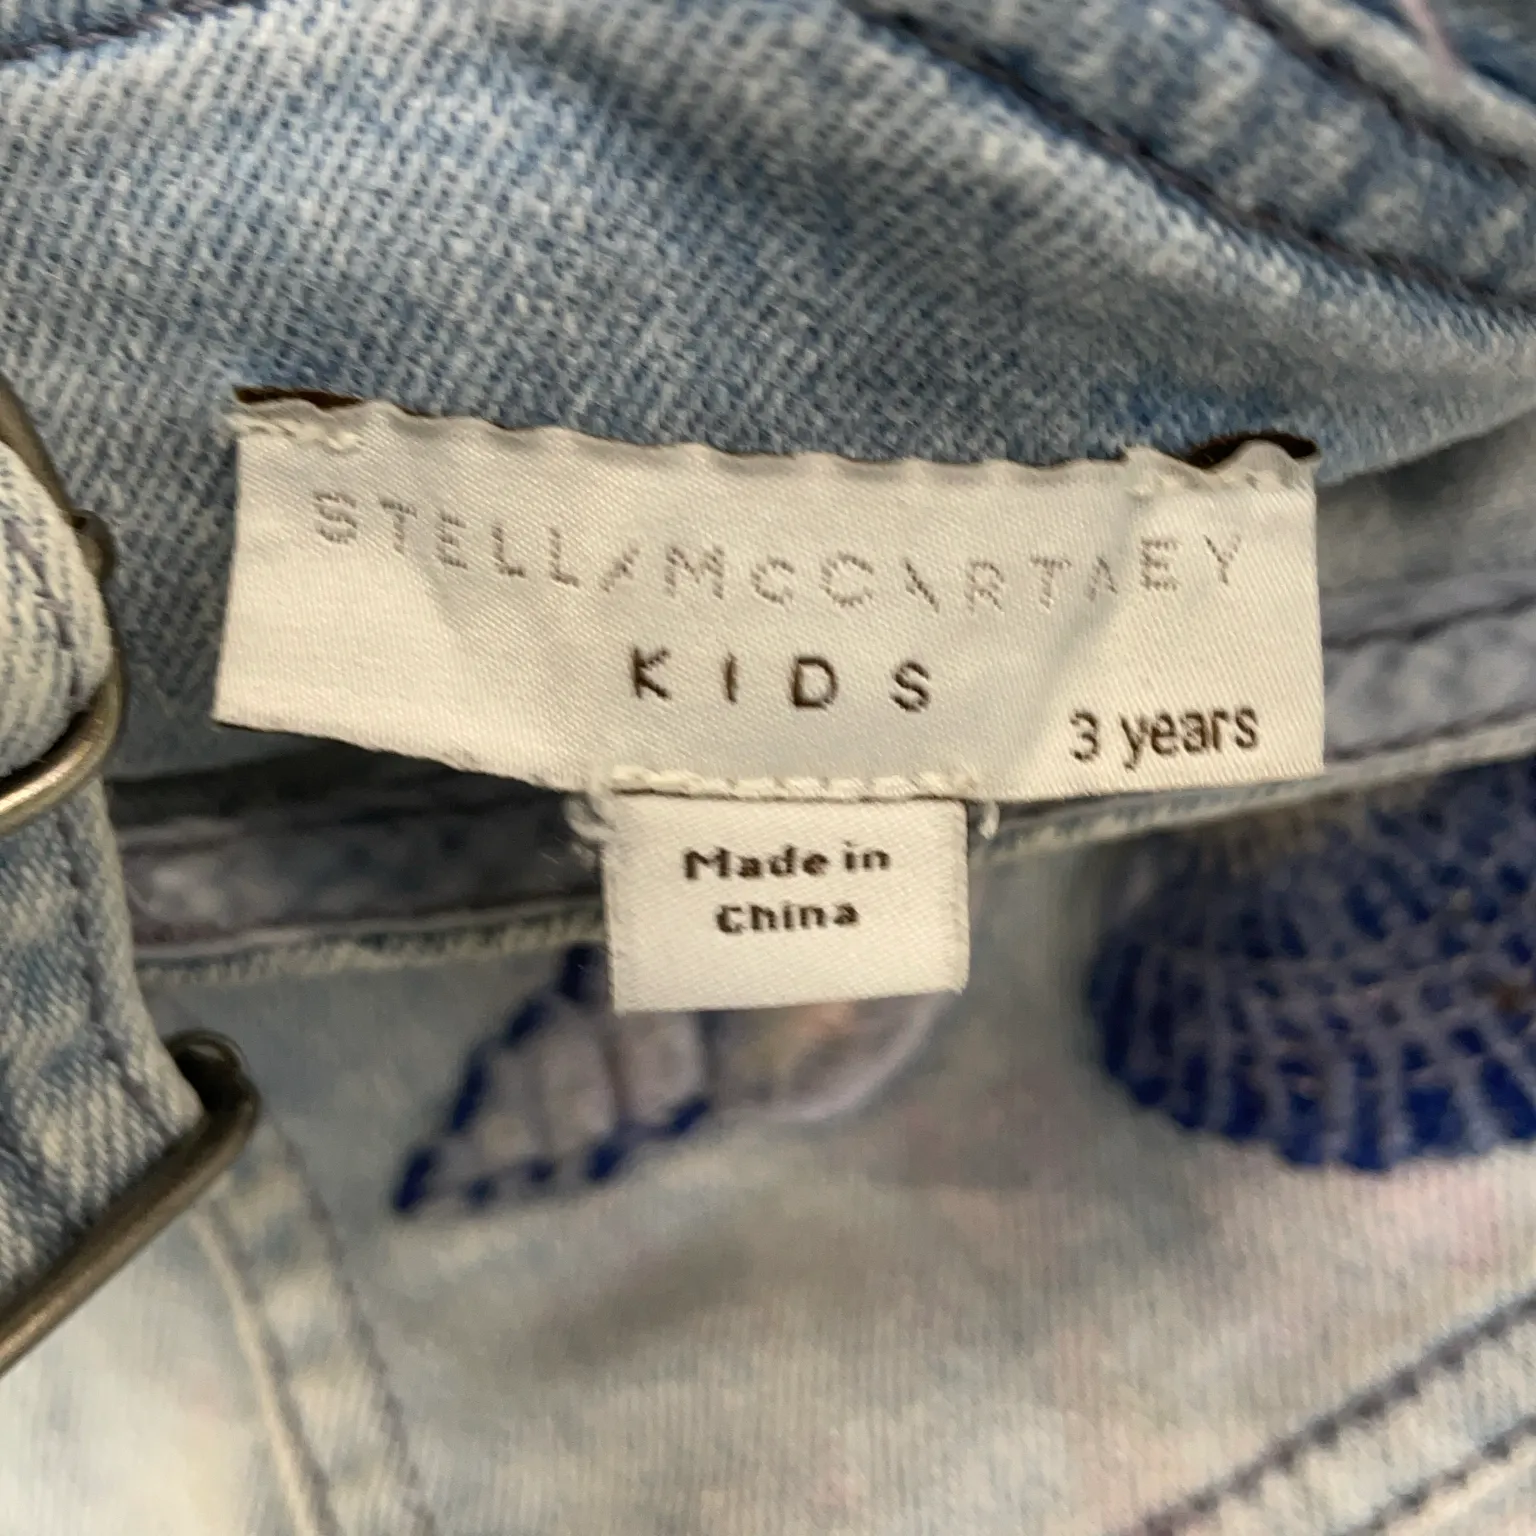 STELLA McCARTNEY
KIDS
3 years
Made in
China